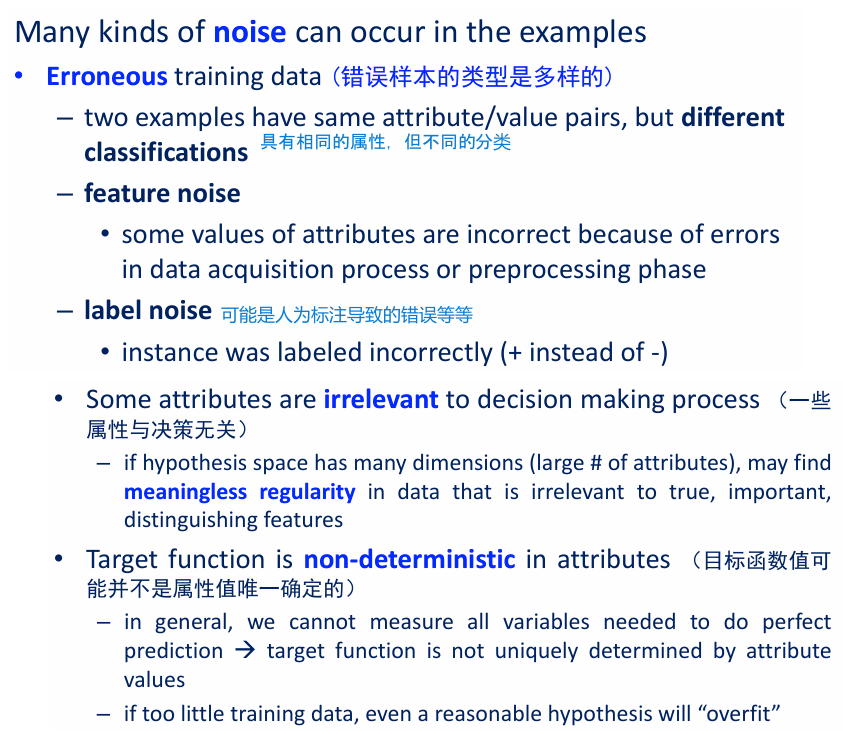 Many kinds of noise can occur in the examples
• Erroneous training data（错误样本的类型是多样的）
– two examples have same attribute/value pairs, but different
classifications 具有相同的属性，但不同的分类
– feature noise
• some values of attributes are incorrect because of errors
in data acquisition process or preprocessing phase
– label noise 可能是人为标注导致的错误等等
• instance was labeled incorrectly (+ instead of -)
• Some attributes are irrelevant to decision making process （一些
属性与决策无关）
– if hypothesis space has many dimensions (large # of attributes), may find
meaningless regularity in data that is irrelevant to true, important,
distinguishing features
• Target function is non-deterministic in attributes （目标函数值可
能并不是属性值唯一确定的）
– in general, we cannot measure all variables needed to do perfect
prediction → target function is not uniquely determined by attribute
values
– if too little training data, even a reasonable hypothesis will “overfit”